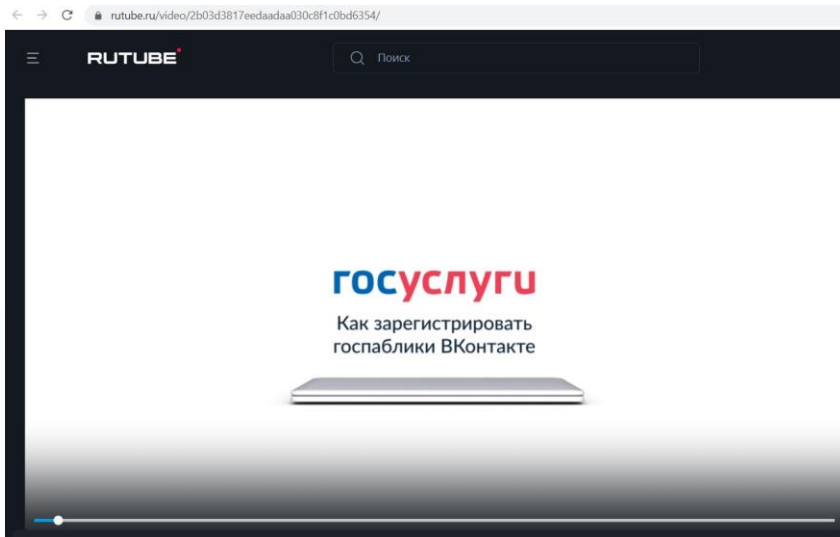 rutube.ru/video/2b03d3817eedaadaa030c8f1c0bd6354/
RUTUBE
Поиск
госуслуги
Как зарегистрировать
госпаблики ВКонтакте